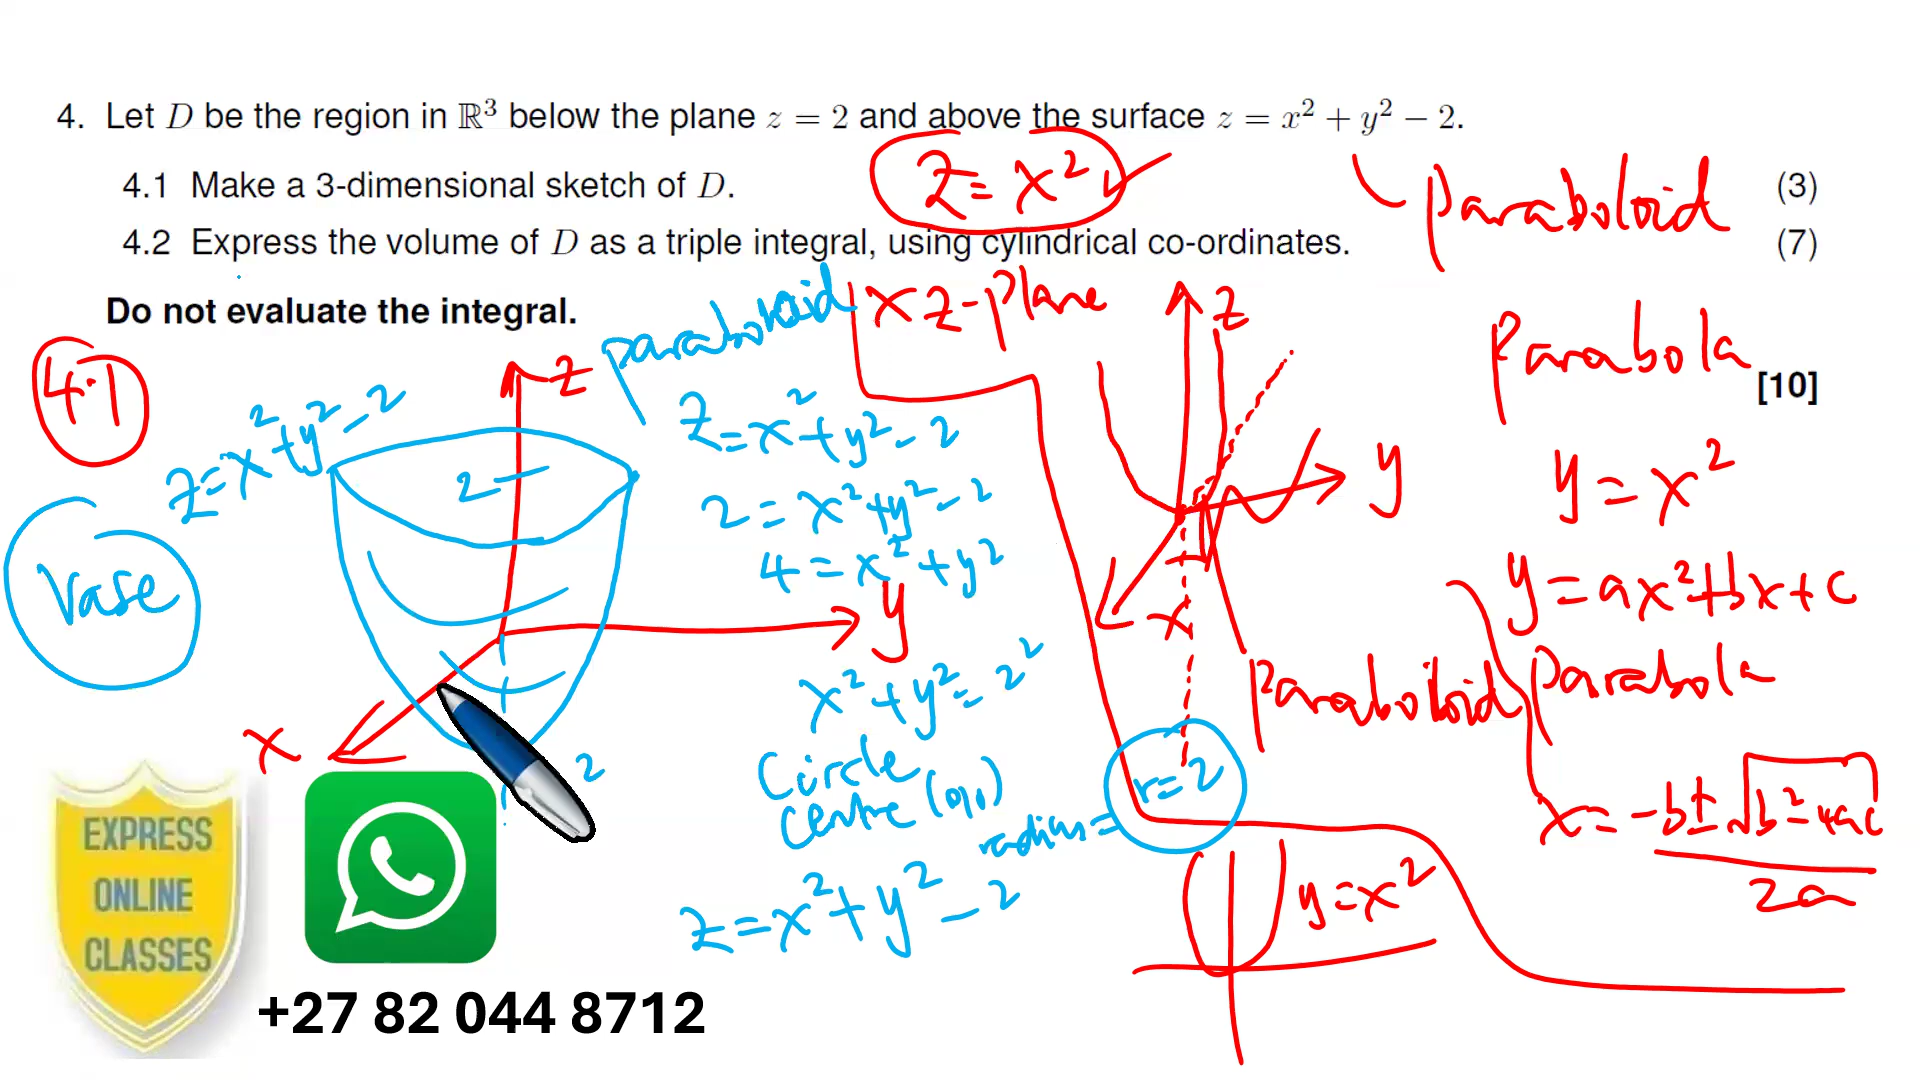 4. Let D be the region in ℝ³ below the plane z = 2 and above the surface z = x² + y² − 2.
4.1 Make a 3-dimensional sketch of D. (3)
4.2 Express the volume of D as a triple integral, using cylindrical co-ordinates. (7)
Do not evaluate the integral.
[10]
z = x²
Paraboloid
Parabola
y = x²
y = ax²+bx+c
Parabola
x = -b ± √b²-4ac
2a
xz-plane
z
y
x
Paraboloid
y = x²
4.1
z = x²+y²-2
Vase
z
2
y
x
2
paraboloid
z = x²+y²-2
2 = x²+y²-2
4 = x²+y²
x²+y² = 2²
Circle
centre (0,0)
radius =
r=2
z = x²+y²-2
EXPRESS
ONLINE
CLASSES
+27 82 044 8712